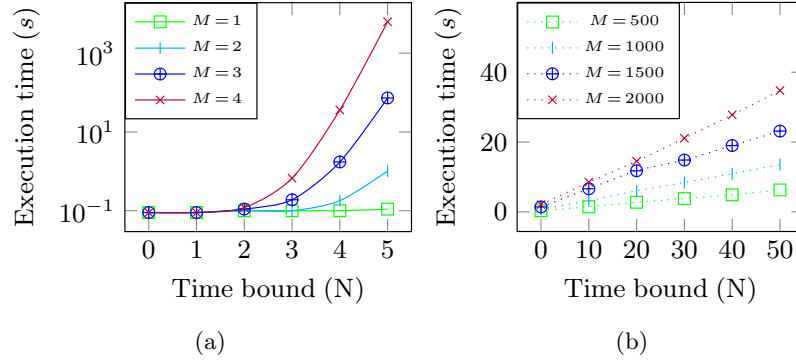 Execution time (s)
10^3
10^1
10^−1
M = 1
M = 2
M = 3
M = 4
0 1 2 3 4 5
Time bound (N)
(a)
Execution time (s)
40
20
0
M = 500
M = 1000
M = 1500
M = 2000
0 10 20 30 40 50
Time bound (N)
(b)